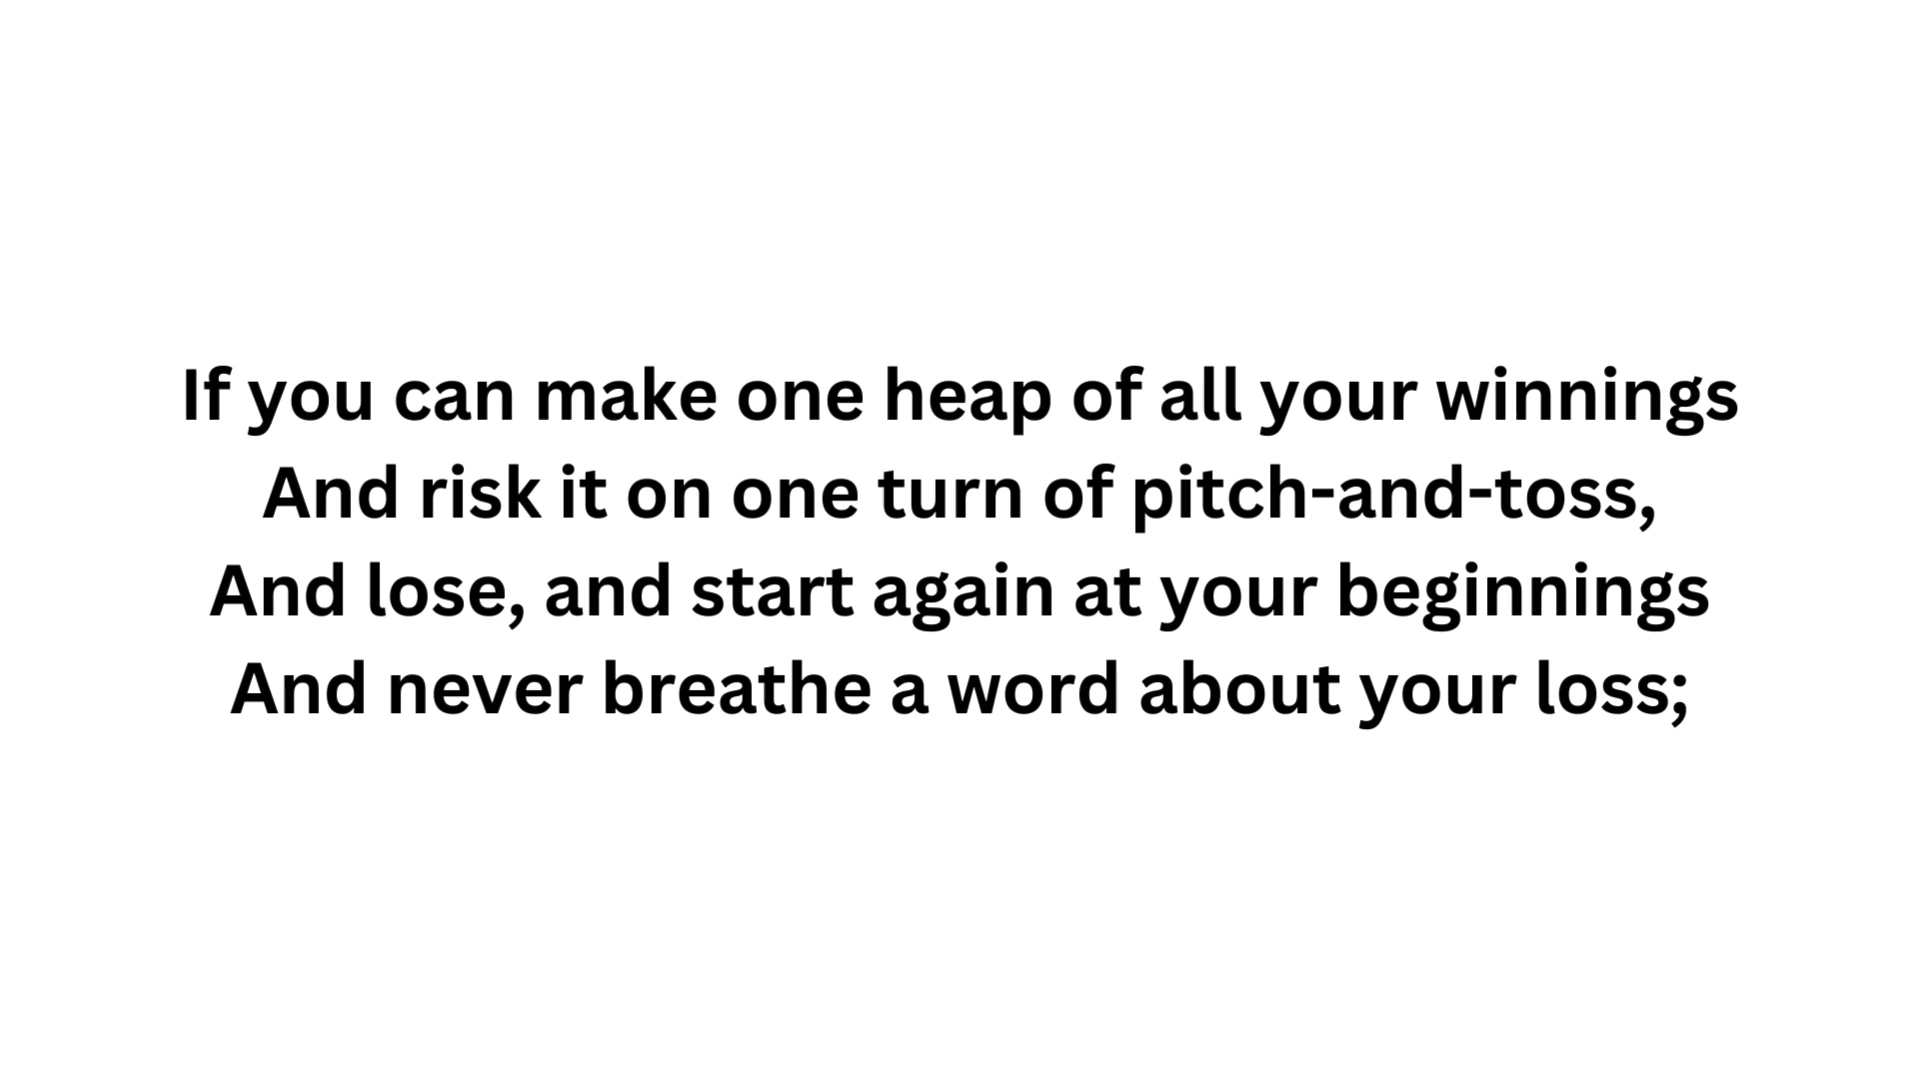 If you can make one heap of all your winnings
And risk it on one turn of pitch-and-toss,
And lose, and start again at your beginnings
And never breathe a word about your loss;